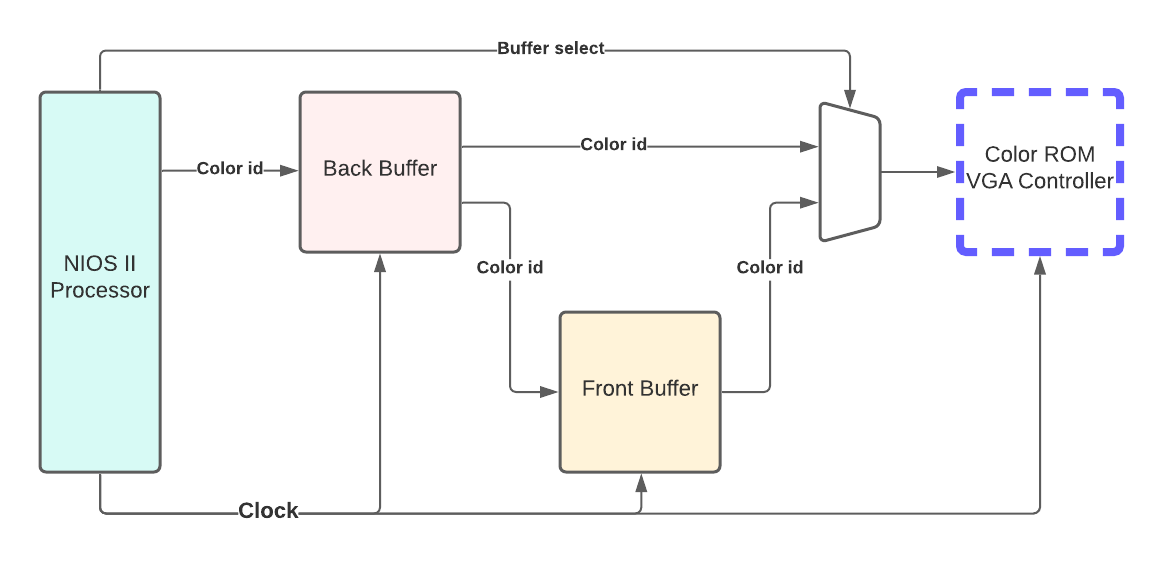 Buffer select
Color id
Back Buffer
Color id
Color ROM
VGA Controller
NIOS II
Processor
Color id
Color id
Front Buffer
Clock